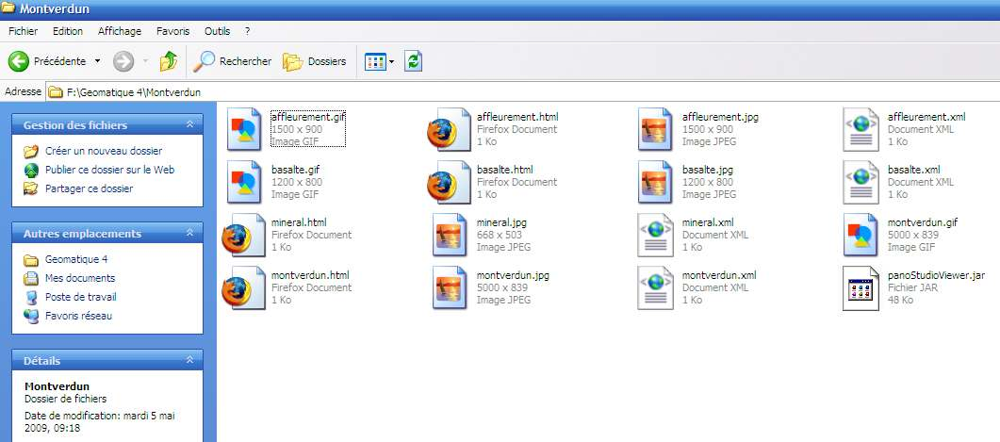 Montverdun
Fichier Edition Affichage Favoris Outils ?
Précédente Rechercher Dossiers
Adresse F:\Geomatique 4\Montverdun
Gestion des fichiers
Créer un nouveau dossier
Publier ce dossier sur le Web
Partager ce dossier
Autres emplacements
Geomatique 4
Mes documents
Poste de travail
Favoris réseau
Détails
Montverdun
Dossier de fichiers
Date de modification: mardi 5 mai
2009, 09:18
affleurement.gif
1500 x 900
Image GIF
affleurement.html
Firefox Document
1 Ko
affleurement.jpg
1500 x 900
Image JPEG
affleurement.xml
Document XML
1 Ko
basalte.gif
1200 x 800
Image GIF
basalte.html
Firefox Document
1 Ko
basalte.jpg
1200 x 800
Image JPEG
basalte.xml
Document XML
1 Ko
mineral.html
Firefox Document
1 Ko
mineral.jpg
668 x 503
Image JPEG
mineral.xml
Document XML
1 Ko
montverdun.gif
5000 x 839
Image GIF
montverdun.html
Firefox Document
1 Ko
montverdun.jpg
5000 x 839
Image JPEG
montverdun.xml
Document XML
1 Ko
panoStudioViewer.jar
Fichier JAR
48 Ko